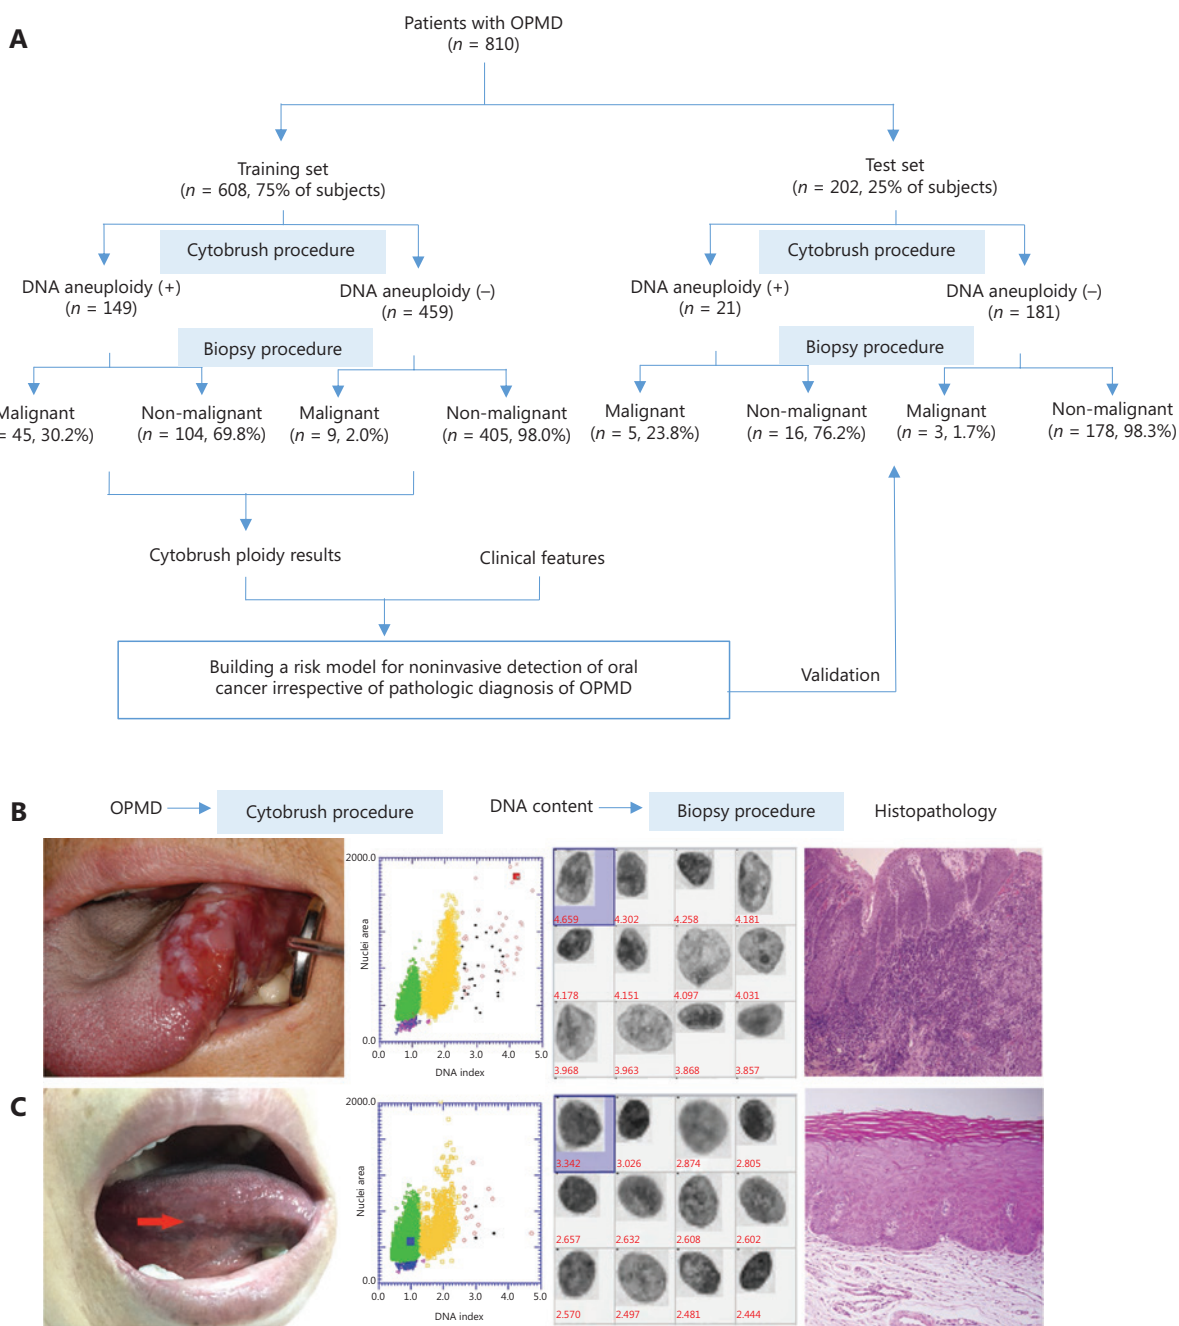 A
Patients with OPMD
(n = 810)
Training set
(n = 608, 75% of subjects)
Test set
(n = 202, 25% of subjects)
Cytobrush procedure
Cytobrush procedure
DNA aneuploidy (+)
(n = 149)
DNA aneuploidy (–)
(n = 459)
DNA aneuploidy (+)
(n = 21)
DNA aneuploidy (–)
(n = 181)
Biopsy procedure
Biopsy procedure
Malignant
= 45, 30.2%)
Non-malignant
(n = 104, 69.8%)
Malignant
(n = 9, 2.0%)
Non-malignant
(n = 405, 98.0%)
Malignant
(n = 5, 23.8%)
Non-malignant
(n = 16, 76.2%)
Malignant
(n = 3, 1.7%)
Non-malignant
(n = 178, 98.3%)
Cytobrush ploidy results
Clinical features
Building a risk model for noninvasive detection of oral
cancer irrespective of pathologic diagnosis of OPMD
Validation
B
OPMD
Cytobrush procedure
DNA content
Biopsy procedure
Histopathology
2000.0
Nuclei area
0.0
0.0 1.0 2.0 3.0 4.0 5.0
DNA index
4.659 4.302 4.258 4.181
4.178 4.151 4.097 4.031
3.968 3.963 3.868 3.857
C
2000.0
Nuclei area
0.0
0.0 1.0 2.0 3.0 4.0 5.0
DNA index
3.342 3.026 2.874 2.805
2.657 2.632 2.608 2.602
2.570 2.497 2.481 2.444